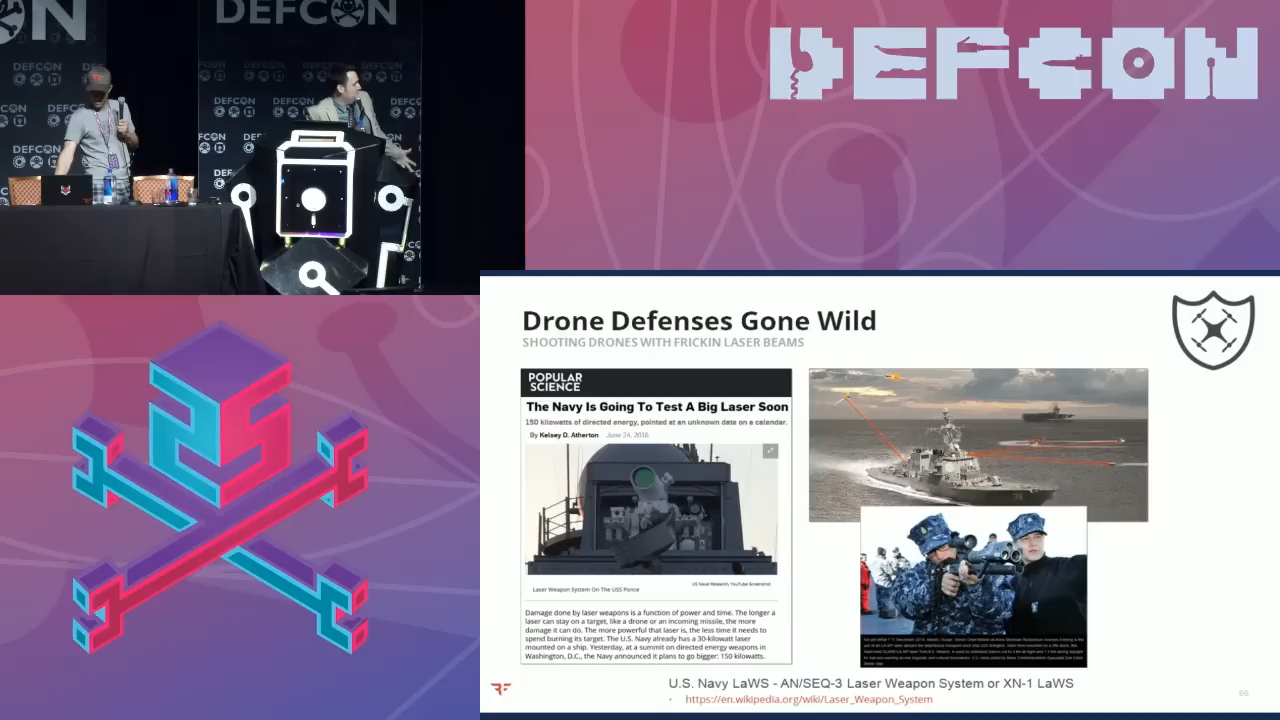 DEFCON
DEFCON
DEFCON
DEFCON
DEFCON
Drone Defenses Gone Wild
SHOOTING DRONES WITH FRICKIN LASER BEAMS
POPULAR
SCIENCE
The Navy Is Going To Test A Big Laser Soon
150 kilowatts of directed energy, pointed at an unknown date on a calendar.
By Kelsey D. Atherton June 24, 2016
US Naval Research, YouTube Screenshot
Laser Weapon System On The USS Ponce
Damage done by laser weapons is a function of power and time. The longer a
laser can stay on a target, like a drone or an incoming missile, the more
damage it can do. The more powerful that laser is, the less time it needs to
spend burning its target. The U.S. Navy already has a 30-kilowatt laser
mounted on a ship. Yesterday, at a summit on directed energy weapons in
Washington, D.C., the Navy announced it plans to go bigger: 150 kilowatts.
U.S. Navy LaWS - AN/SEQ-3 Laser Weapon System or XN-1 LaWS
• https://en.wikipedia.org/wiki/Laser_Weapon_System
68